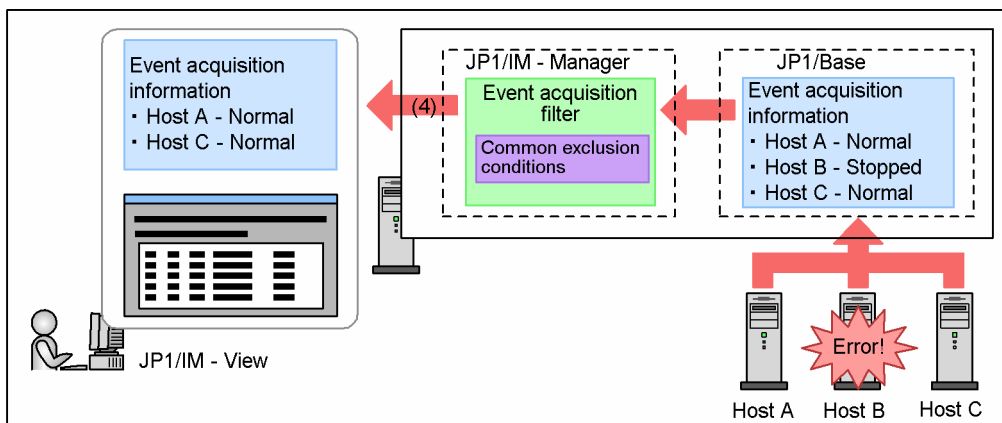 Event acquisition
information
・Host A - Normal
・Host C - Normal
JP1/IM - View
(4)
JP1/IM - Manager
Event acquisition
filter
Common exclusion
conditions
JP1/Base
Event acquisition
information
・Host A - Normal
・Host B - Stopped
・Host C - Normal
Error!
Host A
Host B
Host C